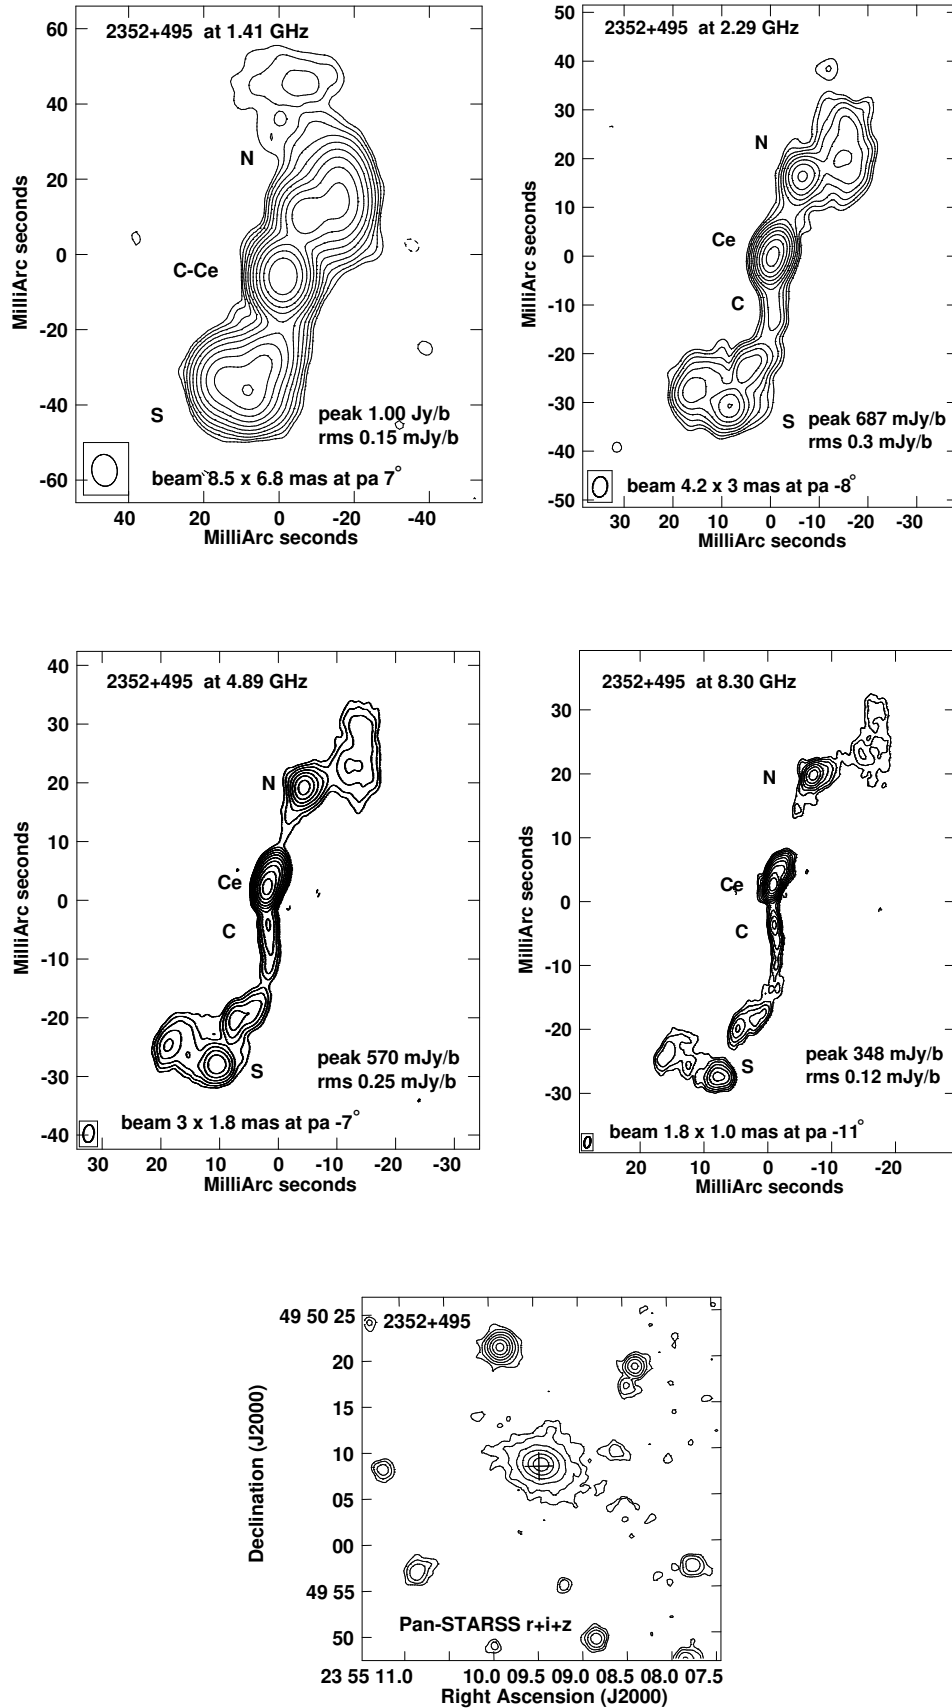 2352+495 at 1.41 GHz
60
40
20
0
-20
-40
-60
MilliArc seconds
N
C-Ce
S
peak 1.00 Jy/b
rms 0.15 mJy/b
beam 8.5 x 6.8 mas at pa 7°
40 20 0 -20 -40
MilliArc seconds
2352+495 at 2.29 GHz
50
40
30
20
10
0
-10
-20
-30
-40
-50
MilliArc seconds
N
Ce
C
S
peak 687 mJy/b
rms 0.3 mJy/b
beam 4.2 x 3 mas at pa -8°
30 20 10 0 -10 -20 -30
MilliArc seconds
2352+495 at 4.89 GHz
40
30
20
10
0
-10
-20
-30
-40
MilliArc seconds
N
Ce
C
S
peak 570 mJy/b
rms 0.25 mJy/b
beam 3 x 1.8 mas at pa -7°
30 20 10 0 -10 -20 -30
MilliArc seconds
2352+495 at 8.30 GHz
30
20
10
0
-10
-20
-30
MilliArc seconds
N
Ce
C
S
peak 348 mJy/b
rms 0.12 mJy/b
beam 1.8 x 1.0 mas at pa -11°
20 10 0 -10 -20
MilliArc seconds
2352+495
49 50 25
20
15
10
05
00
49 55
50
Declination (J2000)
Pan-STARSS r+i+z
23 55 11.0 10.0 09.5 09.0 08.5 08.0 07.5
Right Ascension (J2000)